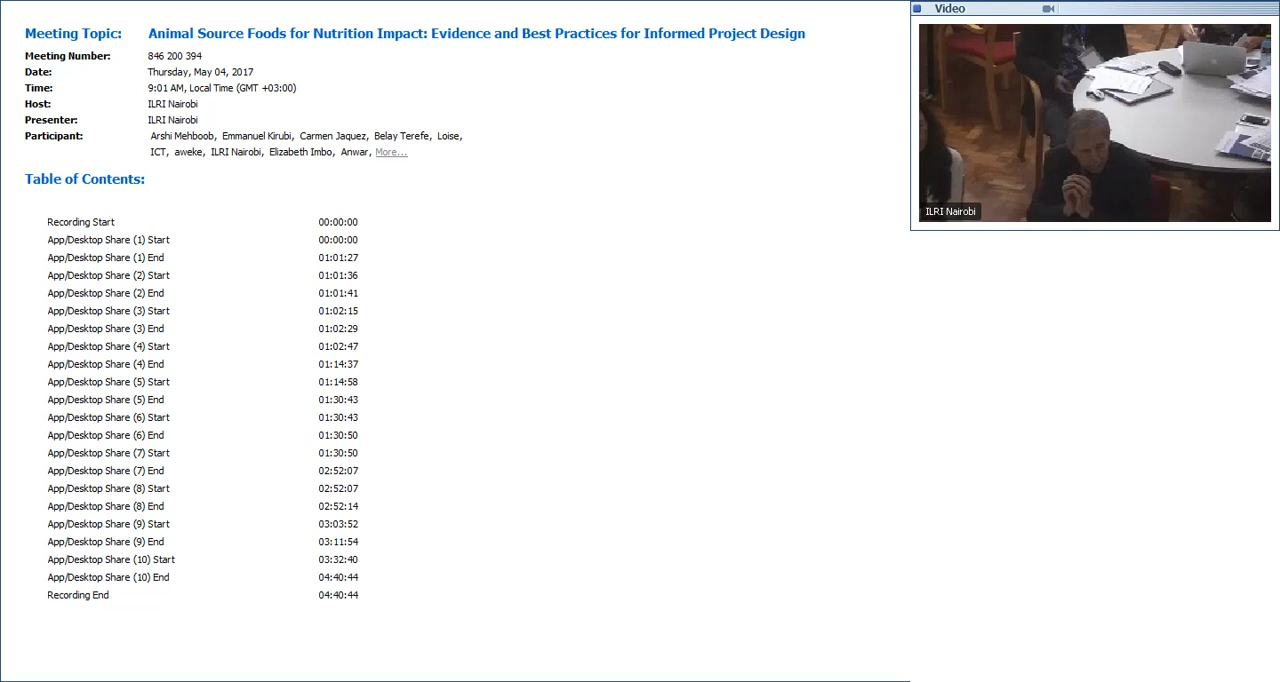 Meeting Topic: Animal Source Foods for Nutrition Impact: Evidence and Best Practices for Informed Project Design
Meeting Number: 846 200 394
Date: Thursday, May 04, 2017
Time: 9:01 AM, Local Time (GMT +03:00)
Host: ILRI Nairobi
Presenter: ILRI Nairobi
Participant: Arshi Mehboob, Emmanuel Kirubi, Carmen Jaquez, Belay Terefe, Loise,
ICT, aweke, ILRI Nairobi, Elizabeth Imbo, Anwar, More...
Table of Contents:
Recording Start 00:00:00
App/Desktop Share (1) Start 00:00:00
App/Desktop Share (1) End 01:01:27
App/Desktop Share (2) Start 01:01:36
App/Desktop Share (2) End 01:01:41
App/Desktop Share (3) Start 01:02:15
App/Desktop Share (3) End 01:02:29
App/Desktop Share (4) Start 01:02:47
App/Desktop Share (4) End 01:14:37
App/Desktop Share (5) Start 01:14:58
App/Desktop Share (5) End 01:30:43
App/Desktop Share (6) Start 01:30:43
App/Desktop Share (6) End 01:30:50
App/Desktop Share (7) Start 01:30:50
App/Desktop Share (7) End 02:52:07
App/Desktop Share (8) Start 02:52:07
App/Desktop Share (8) End 02:52:14
App/Desktop Share (9) Start 03:03:52
App/Desktop Share (9) End 03:11:54
App/Desktop Share (10) Start 03:32:40
App/Desktop Share (10) End 04:40:44
Recording End 04:40:44
Video
ILRI Nairobi